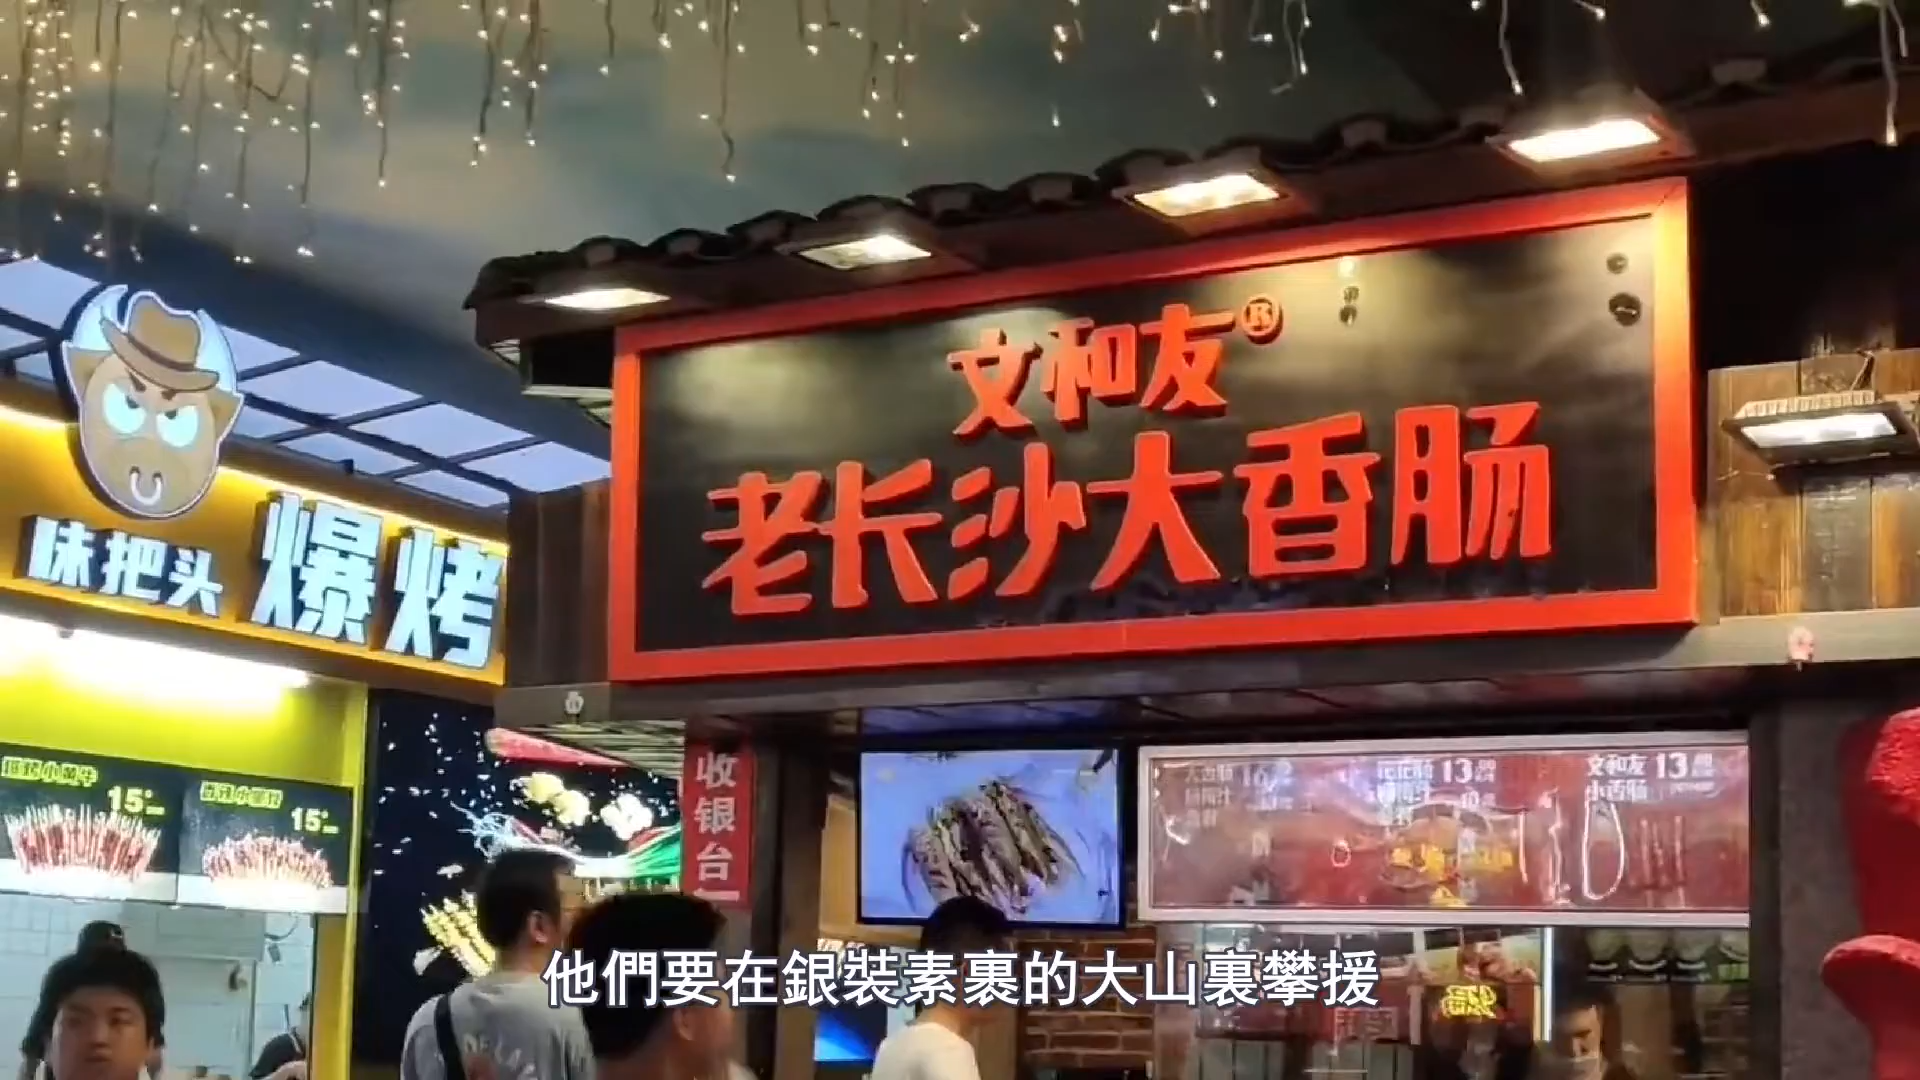 文和友®
老长沙大香肠
味把头 爆烤
15
15
收银台
13
文和友 13
小香肠
他們要在銀裝素裹的大山裏攀援